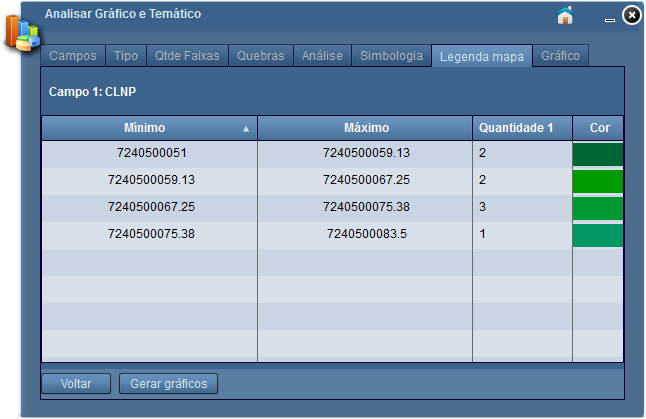 Analisar Gráfico e Temático
Campos Tipo Qtde Faixas Quebras Análise Simbologia Legenda mapa Gráfico
Campo 1: CLNP
Mínimo Máximo Quantidade 1 Cor
7240500051 7240500059.13 2
7240500059.13 7240500067.25 2
7240500067.25 7240500075.38 3
7240500075.38 7240500083.5 1
Voltar Gerar gráficos